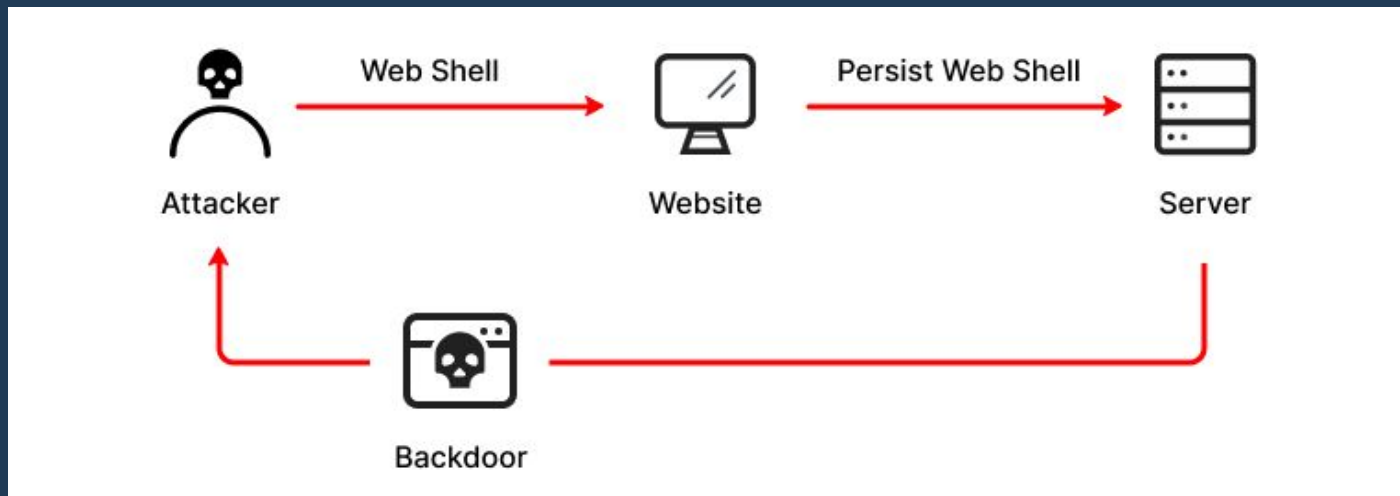 Web Shell
Persist Web Shell
Attacker
Website
Server
Backdoor